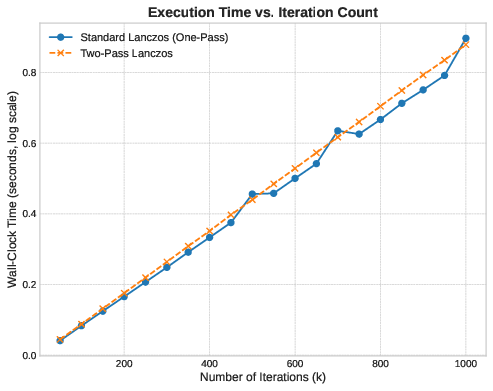 Execution Time vs. Iteration Count
Standard Lanczos (One-Pass)
Two-Pass Lanczos
Wall-Clock Time (seconds, log scale)
0.8
0.6
0.4
0.2
0.0
200
400
600
800
1000
Number of Iterations (k)